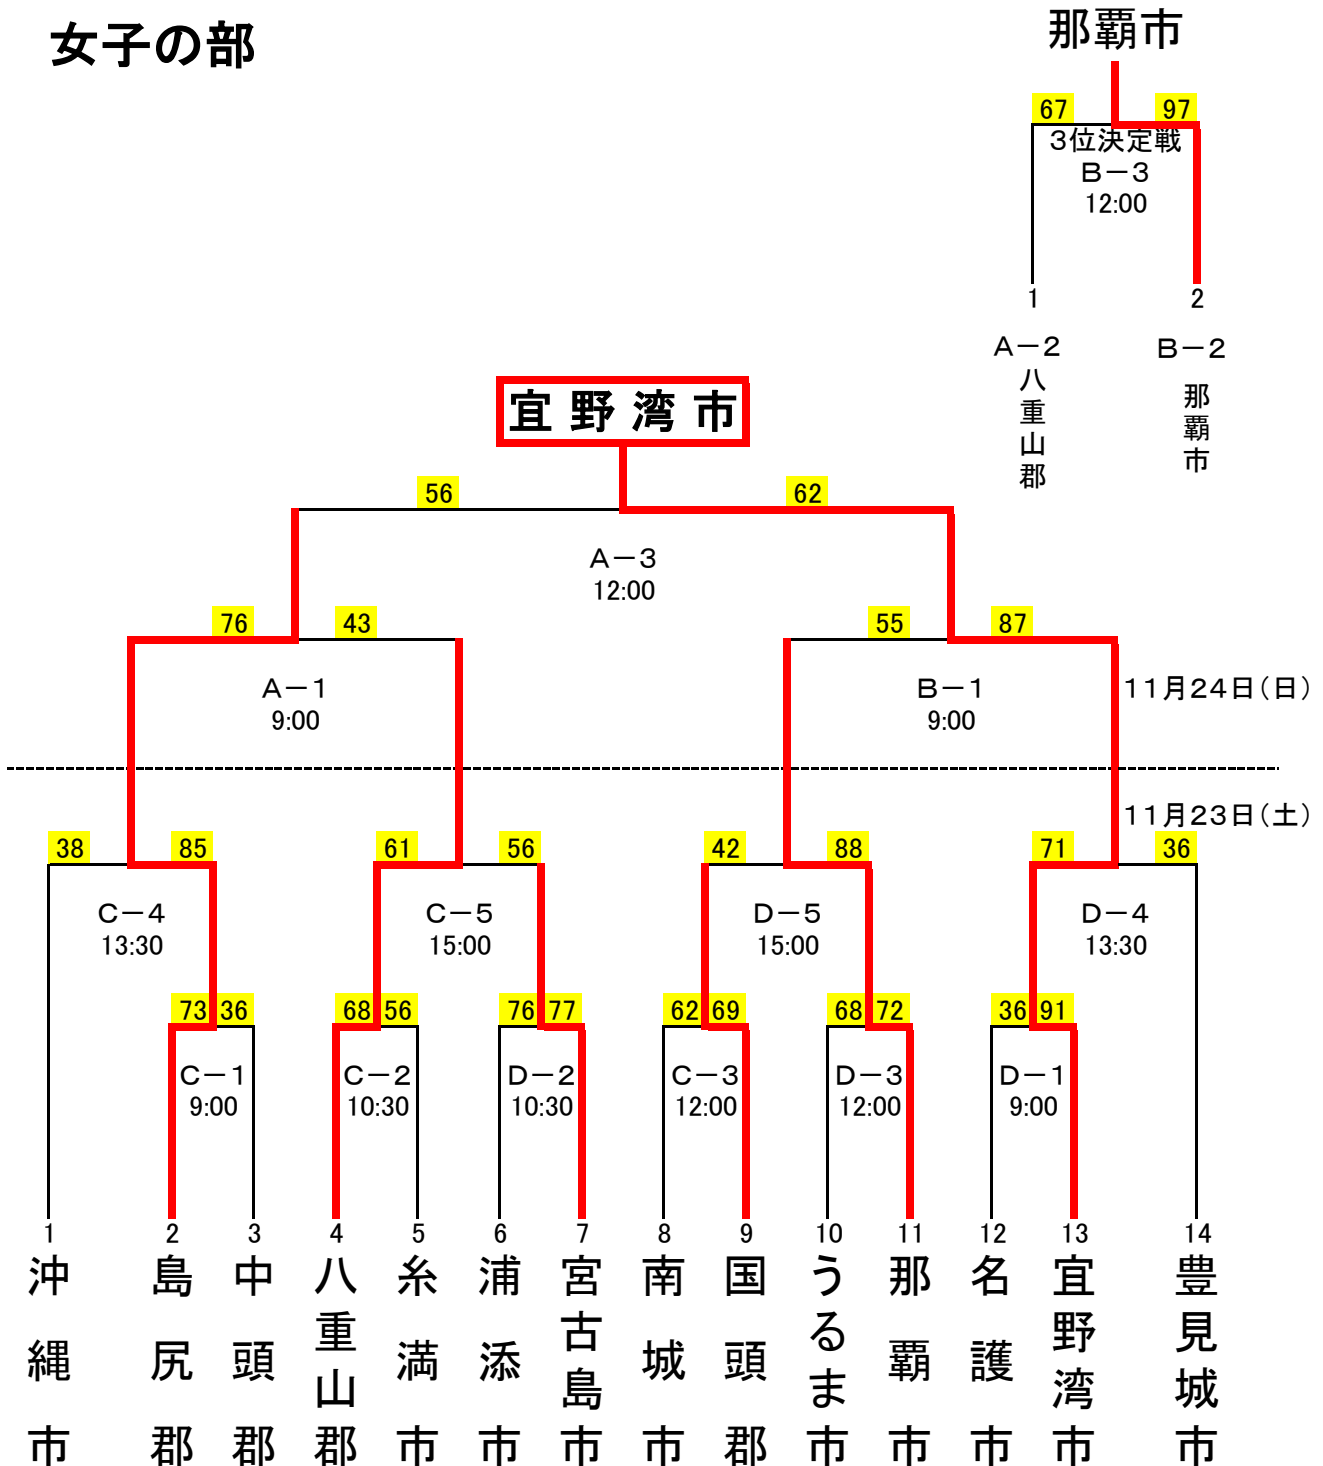 女子の部
那覇市
67 97
3位決定戦
B－3
12:00
1 2
A－2 B－2
八重山郡 那覇市
宜野湾市
56 62
A－3
12:00
76 43 55 87
A－1 B－1 11月24日(日)
9:00 9:00
11月23日(土)
38 85 61 56 42 88 71 36
C－4 C－5 D－5 D－4
13:30 15:00 15:00 13:30
73 36 68 56 76 77 62 69 68 72 36 91
C－1 C－2 D－2 C－3 D－3 D－1
9:00 10:30 10:30 12:00 12:00 9:00
1 2 3 4 5 6 7 8 9 10 11 12 13 14
沖縄市 島尻郡 中頭郡 八重山郡 糸満市 浦添市 宮古島市 南城市 国頭郡 うるま市 那覇市 名護市 宜野湾市 豊見城市